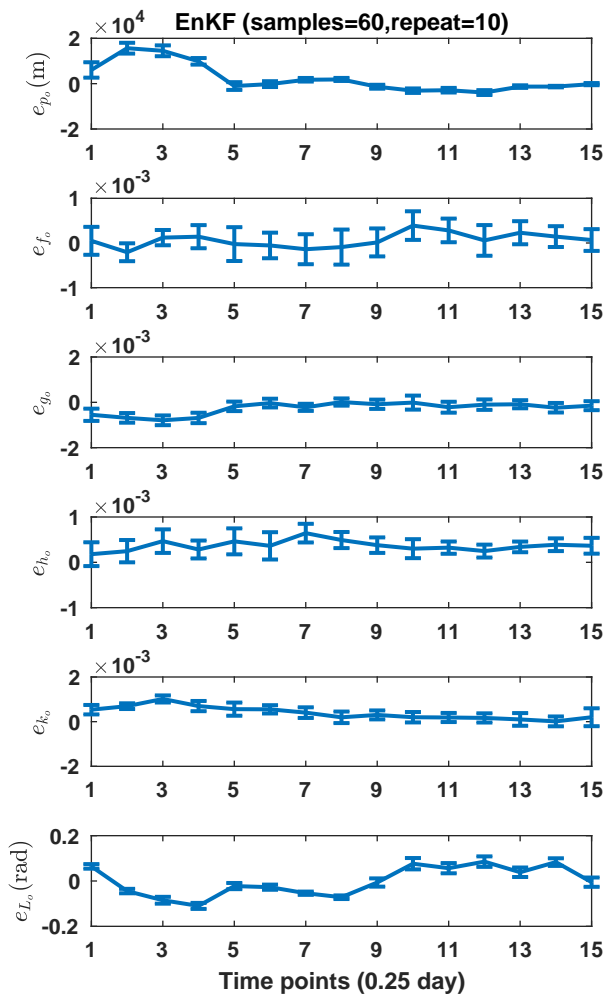 EnKF (samples=60,repeat=10)
×10^4
2
0
-2
e_{p_o}(m)
1 3 5 7 9 11 13 15
×10^-3
1
0
-1
e_{f_o}
1 3 5 7 9 11 13 15
×10^-3
2
0
-2
e_{g_o}
1 3 5 7 9 11 13 15
×10^-3
1
0
-1
e_{h_o}
1 3 5 7 9 11 13 15
×10^-3
2
0
-2
e_{k_o}
1 3 5 7 9 11 13 15
0.2
0
-0.2
e_{L_o}(rad)
1 3 5 7 9 11 13 15
Time points (0.25 day)